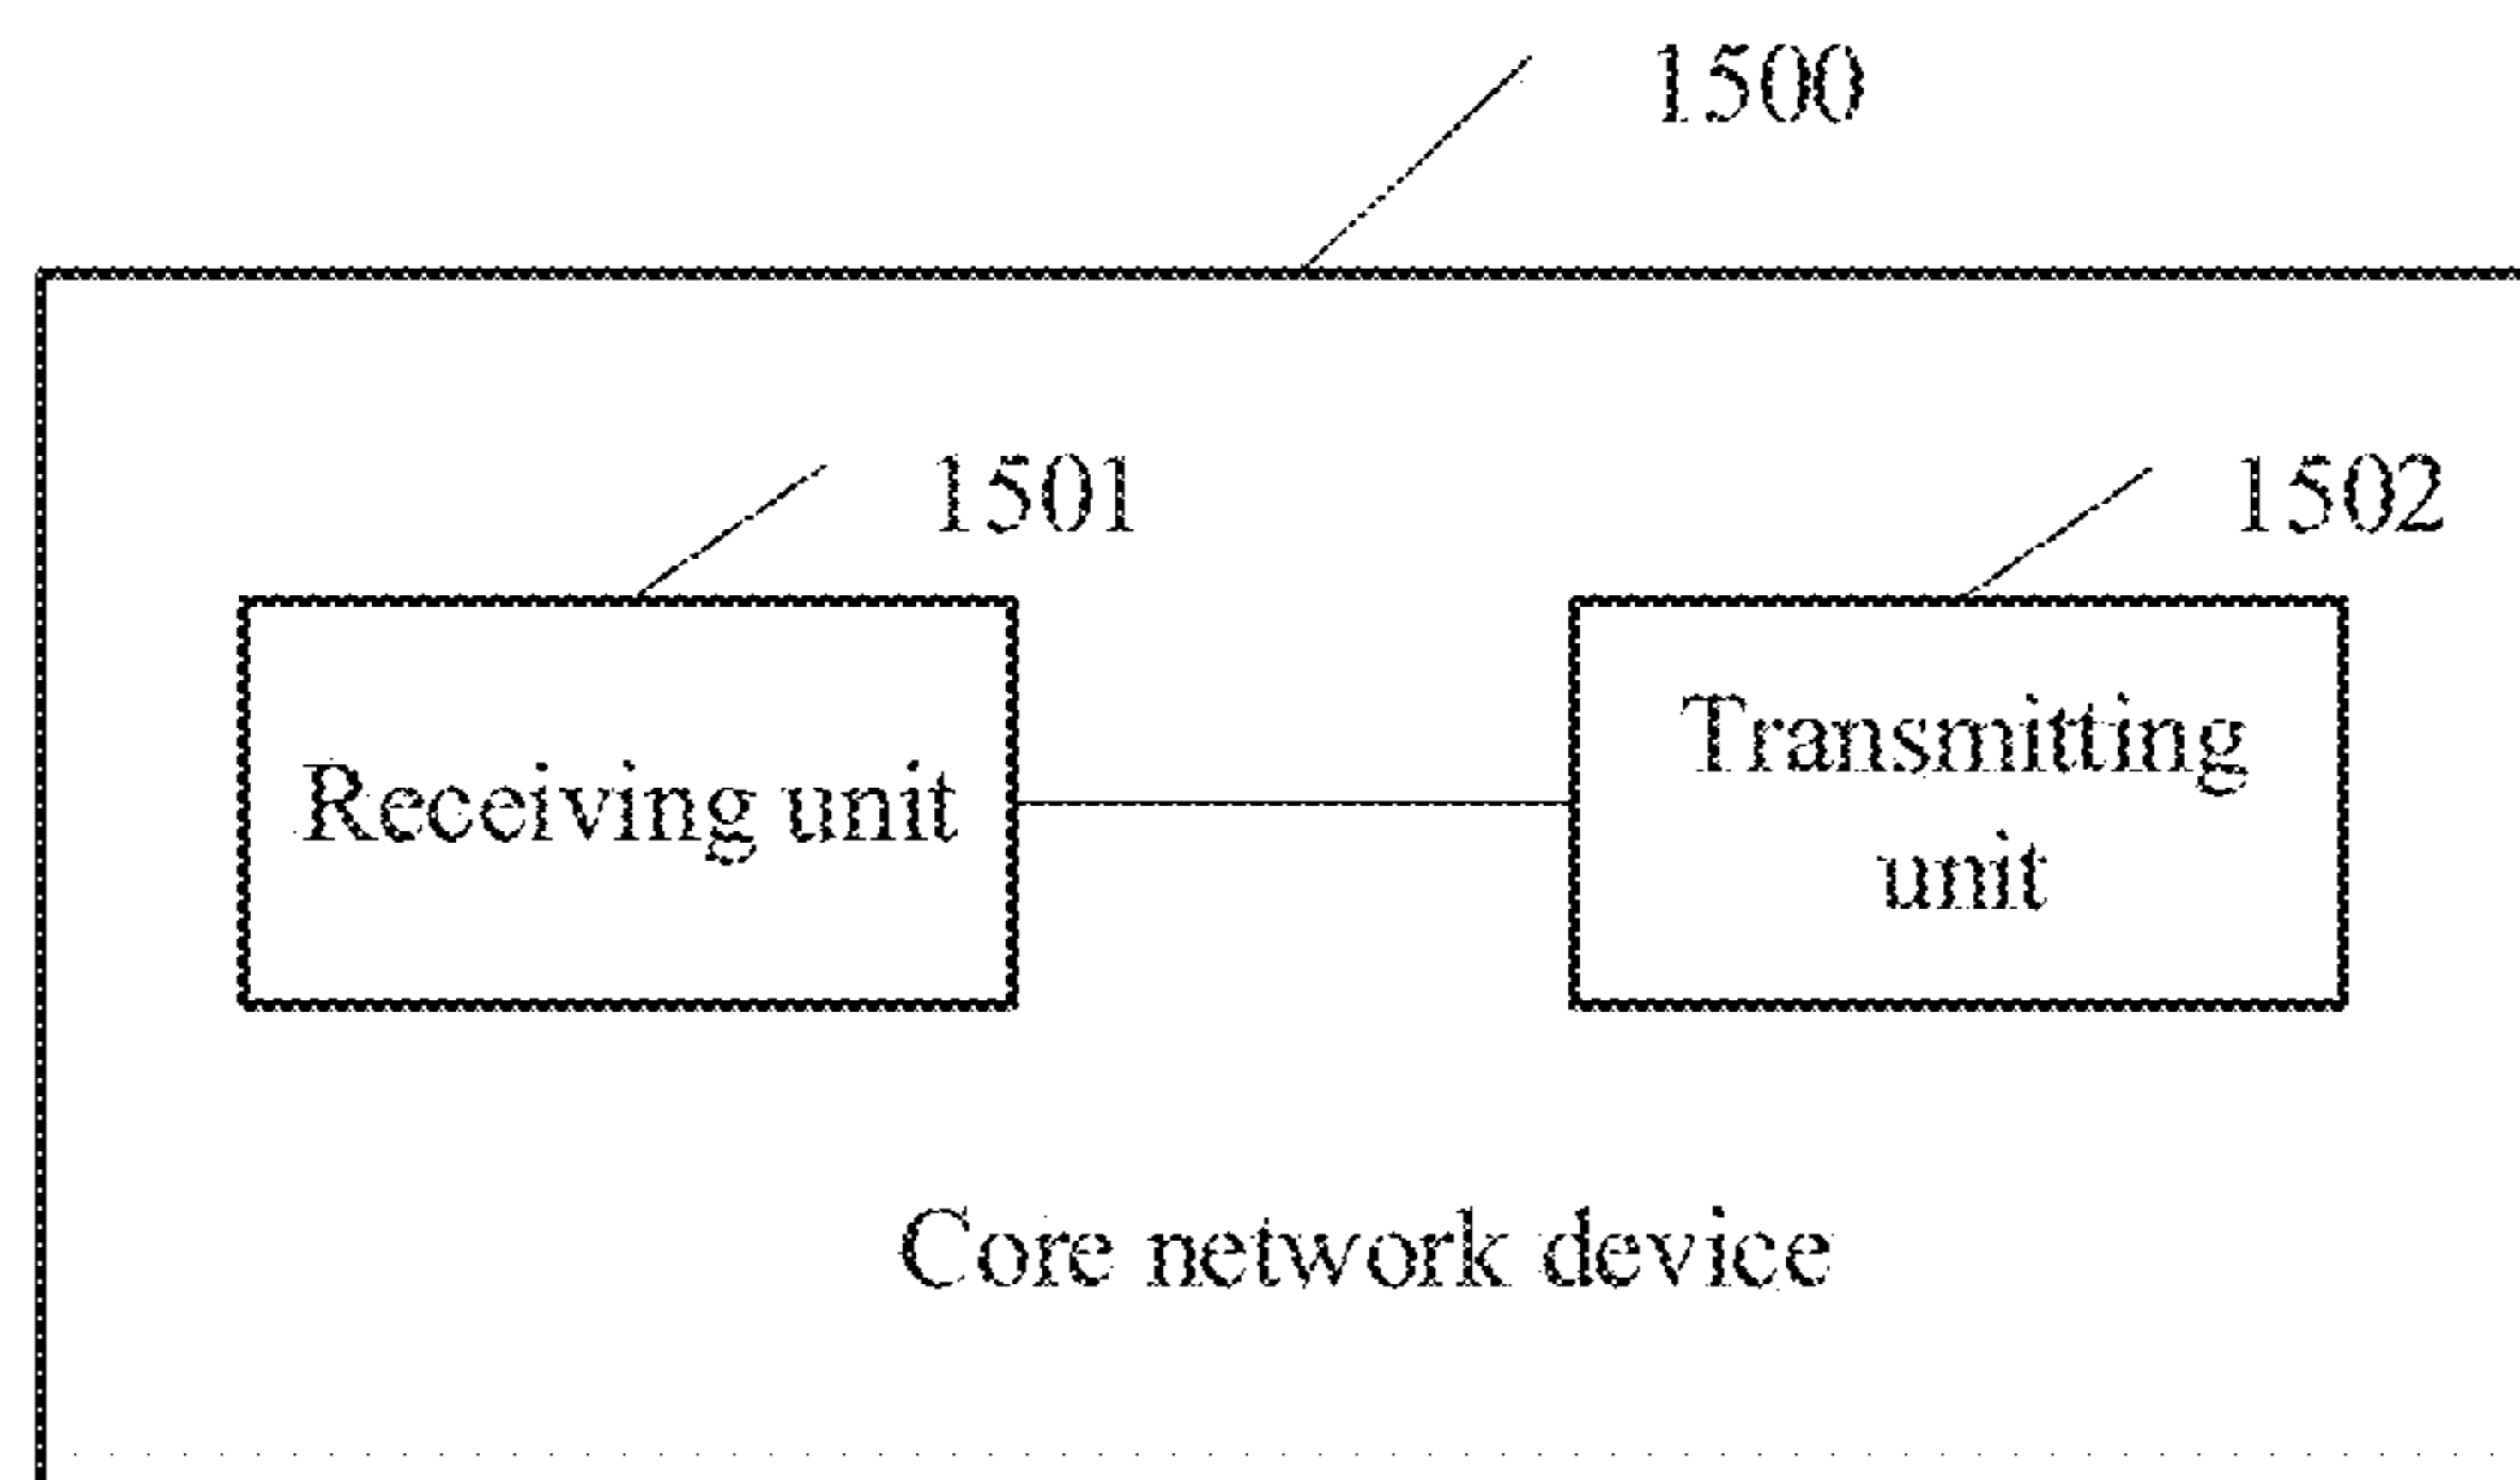 1500
1501
1502
Receiving unit
Transmitting
unit
Core network device